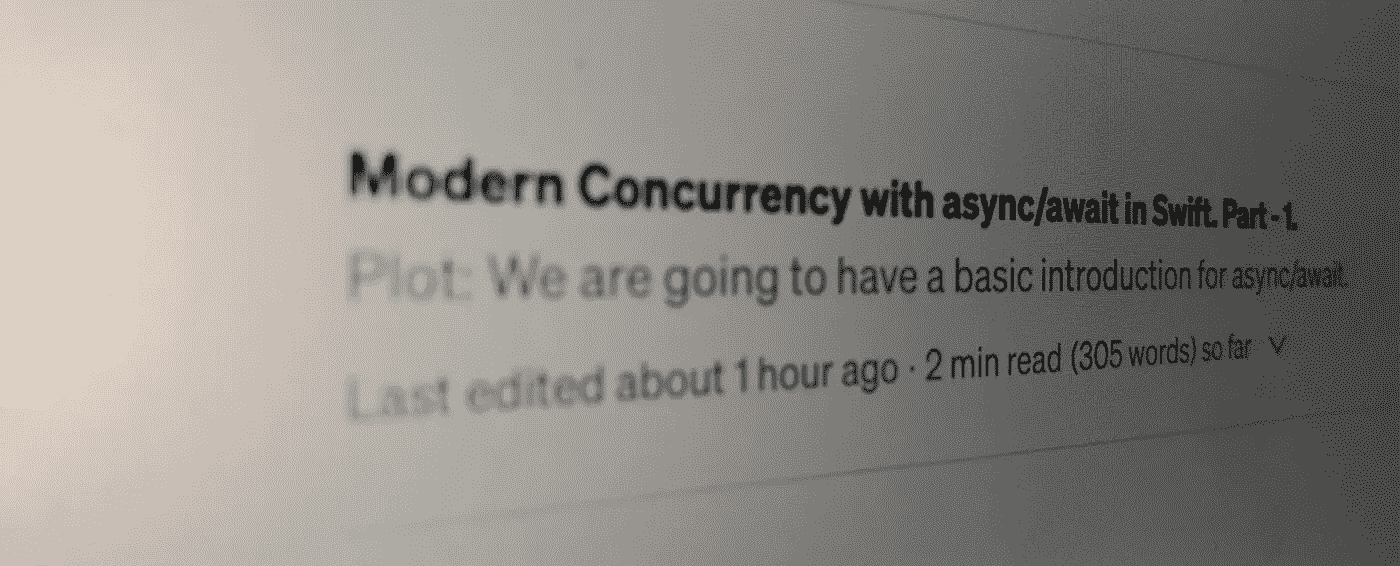 Modern Concurrency with async/await in Swift. Part - 1.
Plot: We are going to have a basic introduction for async/await.
Last edited about 1 hour ago · 2 min read (305 words) so far